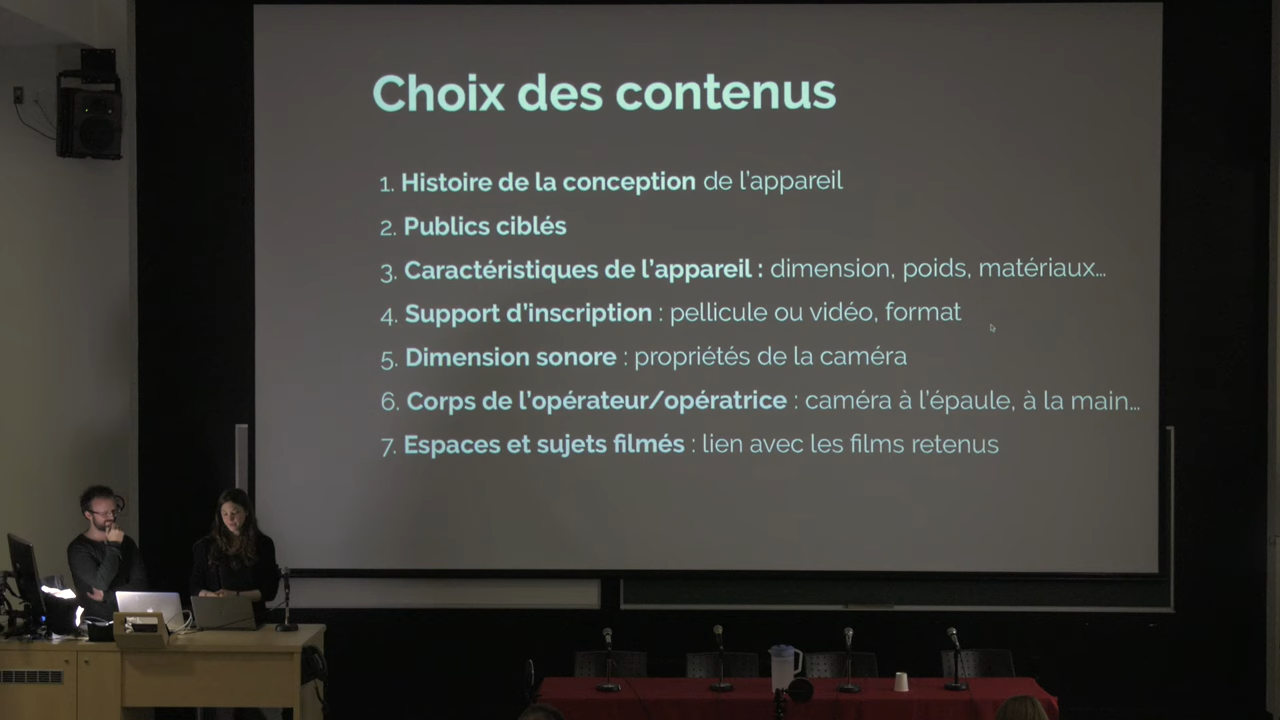 Choix des contenus
1. Histoire de la conception de l'appareil
2. Publics ciblés
3. Caractéristiques de l'appareil : dimension, poids, matériaux...
4. Support d'inscription : pellicule ou vidéo, format
5. Dimension sonore : propriétés de la caméra
6. Corps de l'opérateur/opératrice : caméra à l'épaule, à la main...
7. Espaces et sujets filmés : lien avec les films retenus